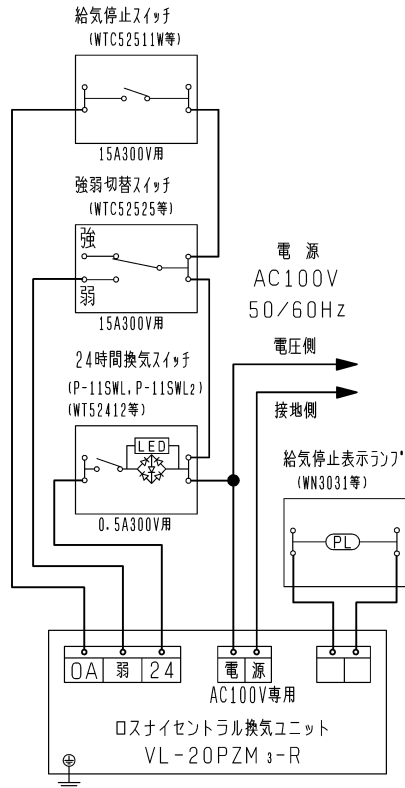 給気停止スイッチ
(WTC52511W等)
15A300V用
強弱切替スイッチ
(WTC52525等)
強
弱
15A300V用
電 源
AC100V
50/60Hz
電圧側
接地側
24時間換気スイッチ
(P-11SWL,P-11SWL2)
(WT52412等)
LED
0.5A300V用
給気停止表示ランプ
(WN3031等)
PL
OA 弱 24
電 源
AC100V専用
ロスナイセントラル換気ユニット
VL-20PZM3-R